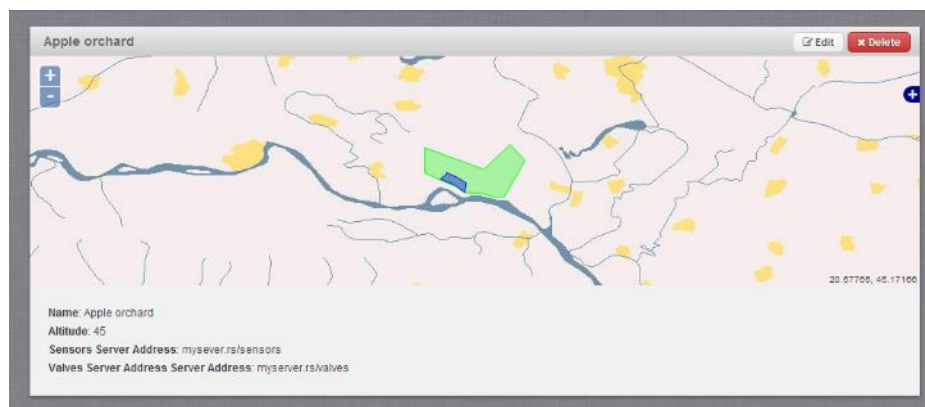 Apple orchard
Edit
Delete
+
-
+
20.67766, 45.17166
Name: Apple orchard
Altitude: 45
Sensors Server Address: mysever.rs/sensors
Valves Server Address Server Address: myserver.rs/valves